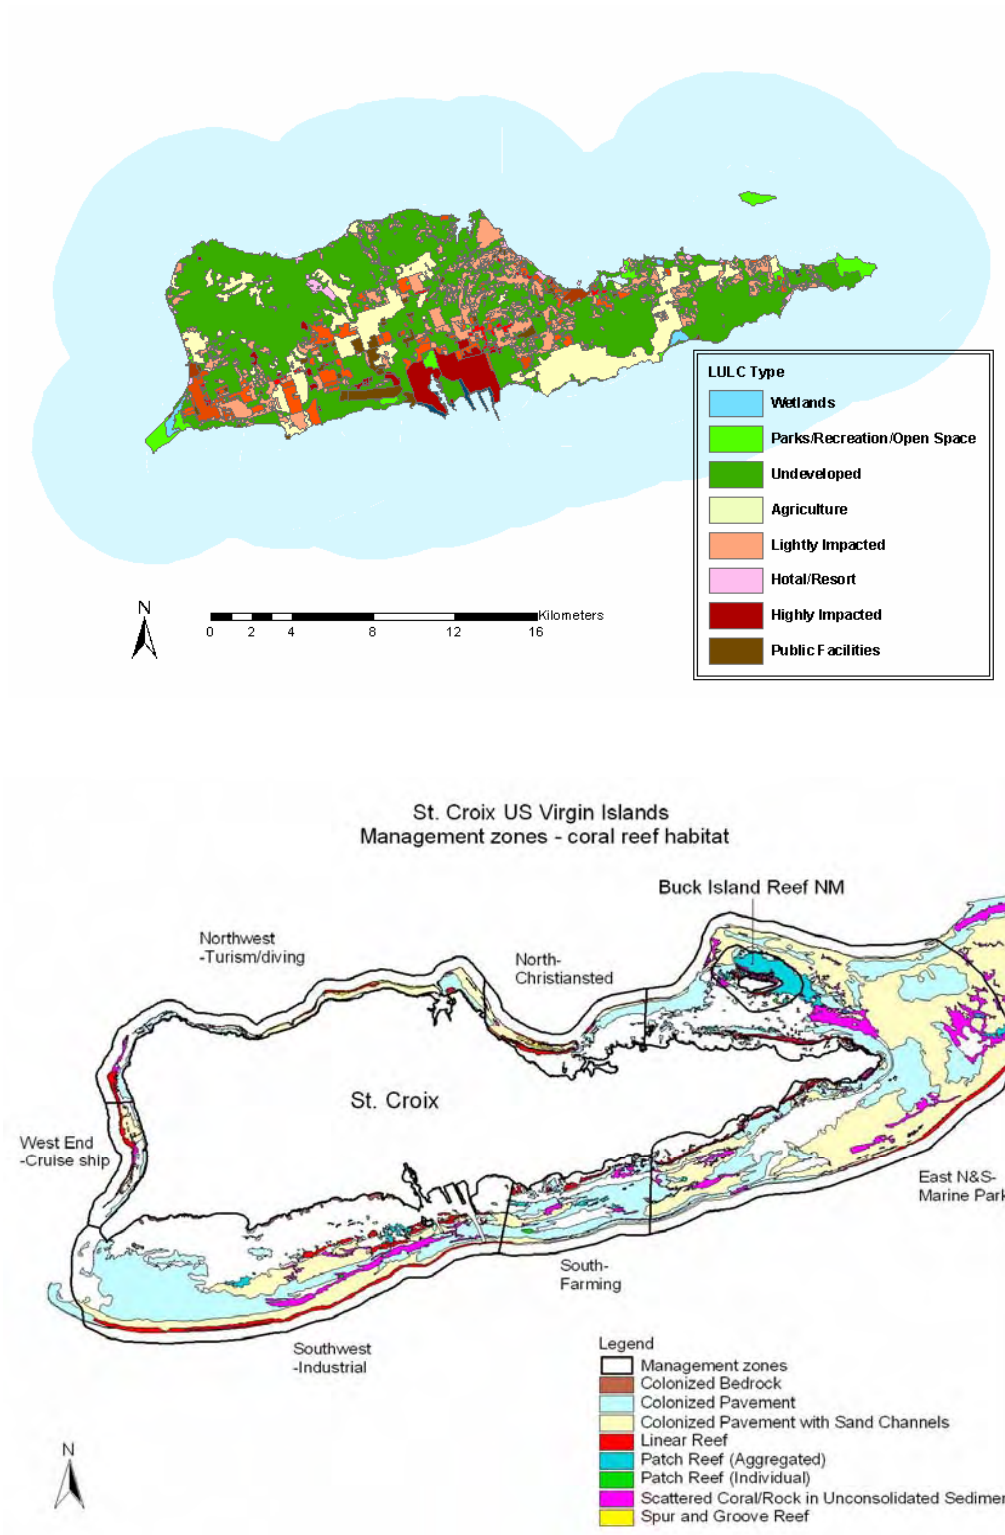 LULC Type
Wetlands
Parks/Recreation/Open Space
Undeveloped
Agriculture
Lightly Impacted
Hotal/Resort
Highly Impacted
Public Facilities
N
Kilometers
0 2 4 8 12 16
St. Croix US Virgin Islands
Management zones - coral reef habitat
Buck Island Reef NM
Northwest
-Turism/diving
North-
Christiansted
St. Croix
West End
-Cruise ship
East N&S-
Marine Park
South-
Farming
Southwest
-Industrial
Legend
Management zones
Colonized Bedrock
Colonized Pavement
Colonized Pavement with Sand Channels
Linear Reef
Patch Reef (Aggregated)
Patch Reef (Individual)
Scattered Coral/Rock in Unconsolidated Sedimen
Spur and Groove Reef
N